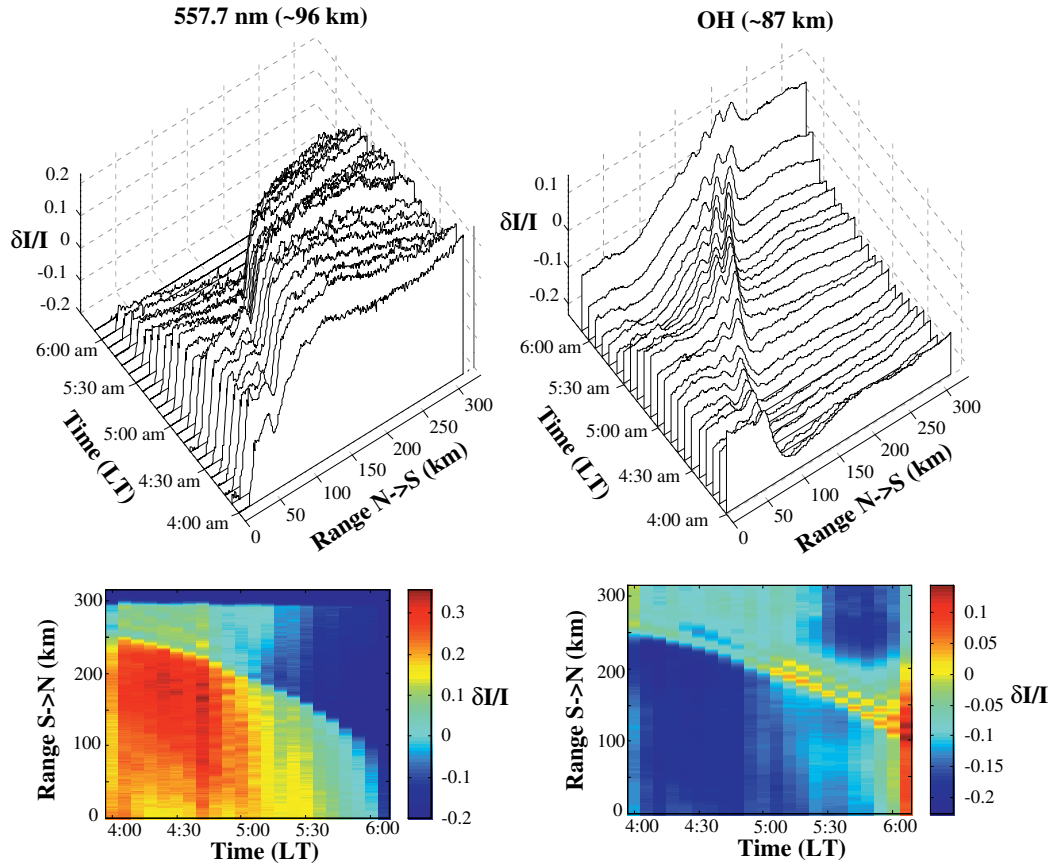 557.7 nm (~96 km)
0.2
0.1
0
-0.1
-0.2
δI/I
6:00 am
5:30 am
5:00 am
4:30 am
4:00 am
Time (LT)
0
50
100
150
200
250
300
Range N->S (km)
OH (~87 km)
0.1
0
-0.1
-0.2
δI/I
6:00 am
5:30 am
5:00 am
4:30 am
4:00 am
Time (LT)
0
50
100
150
200
250
300
Range N->S (km)
300
200
100
0
Range S->N (km)
4:00
4:30
5:00
5:30
6:00
Time (LT)
0.3
0.2
0.1
0
-0.1
-0.2
δI/I
300
200
100
0
Range S->N (km)
4:00
4:30
5:00
5:30
6:00
Time (LT)
0.1
0.05
0
-0.05
-0.1
-0.15
-0.2
δI/I